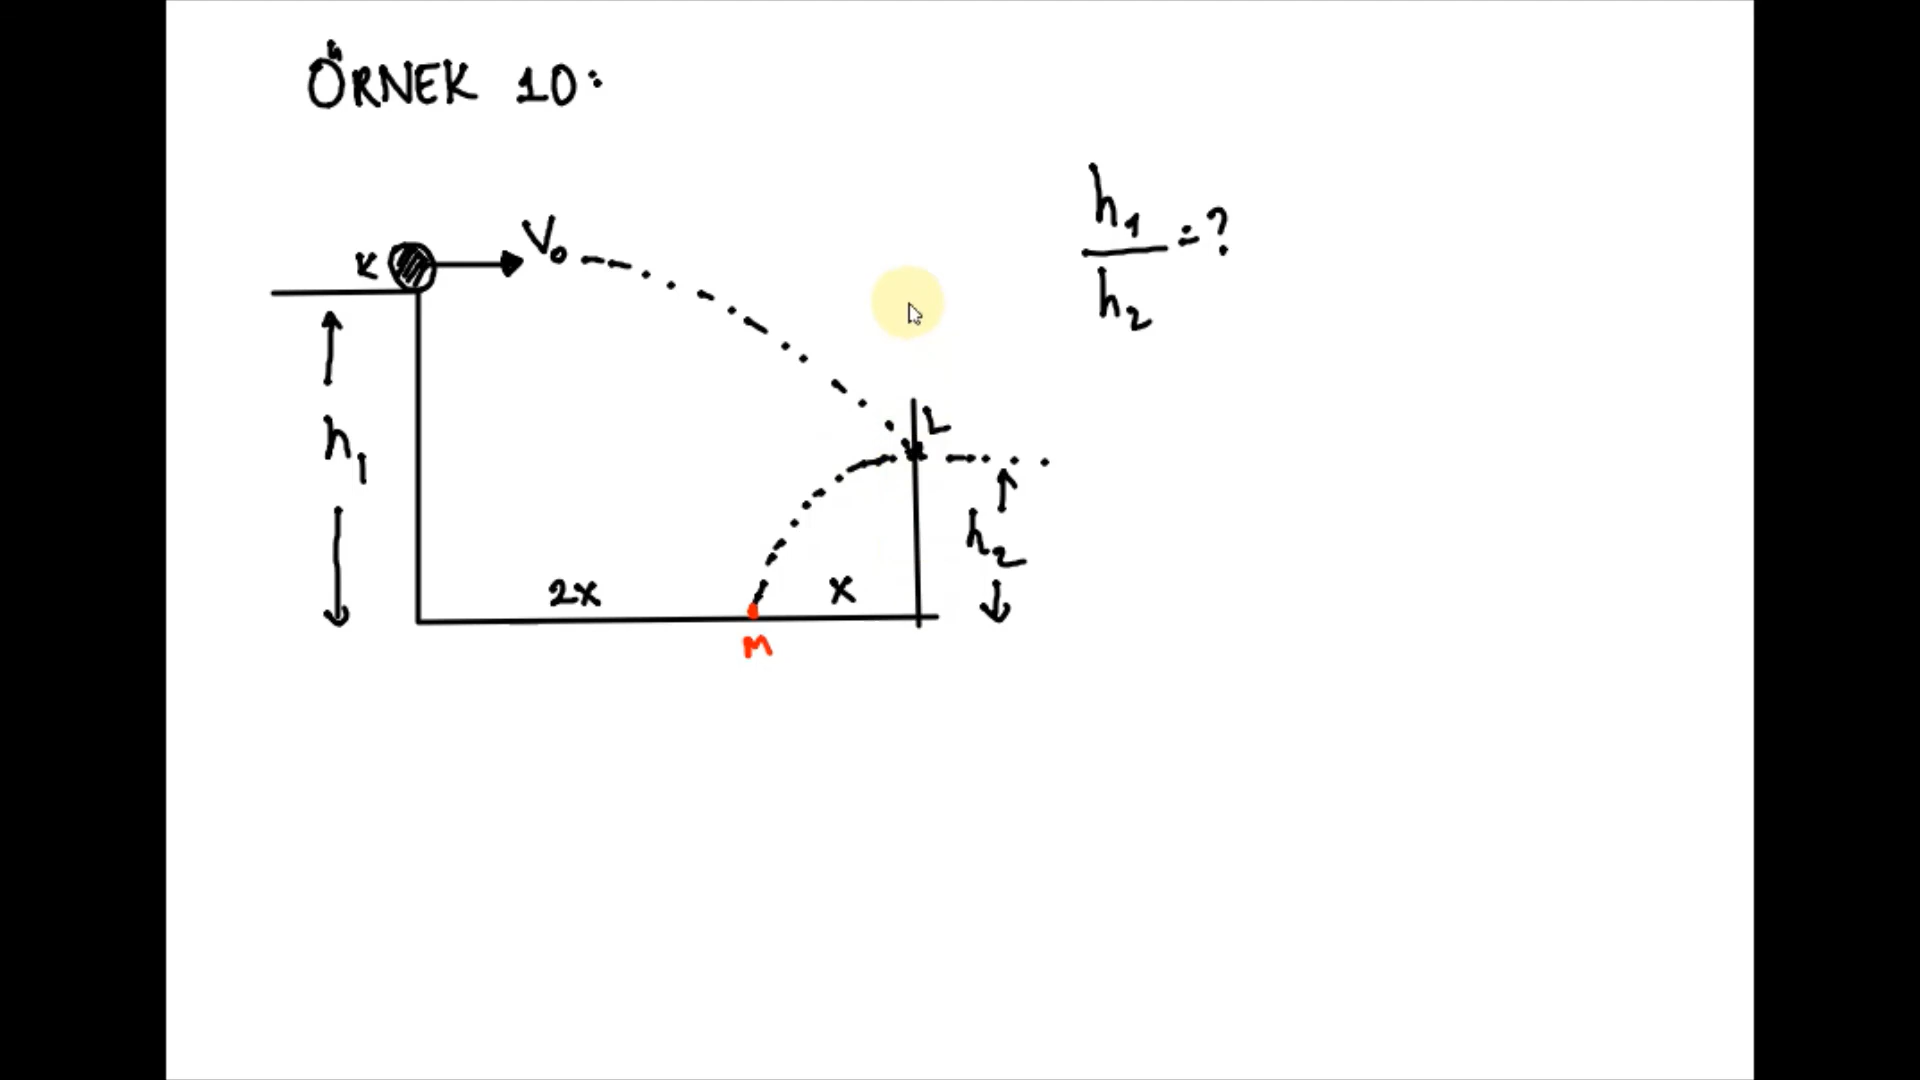 ÖRNEK 10:
h₁
— = ?
h₂
K V₀
L
h₁
h₂
2x x
M